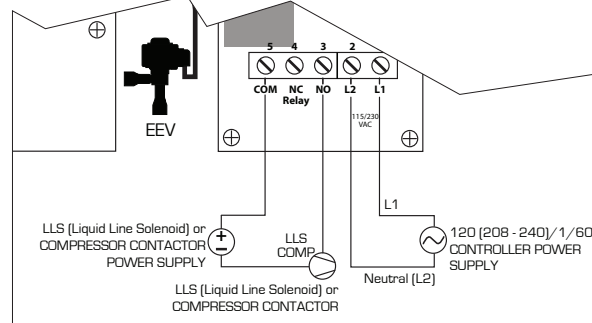 5 4 3 2 1
COM NC NO L2 L1
Relay
115/230
VAC
EEV
L1
LLS (Liquid Line Solenoid) or
COMPRESSOR CONTACTOR
POWER SUPPLY
LLS
COMP
120 (208 - 240)/1/60
CONTROLLER POWER
SUPPLY
Neutral (L2)
LLS (Liquid Line Solenoid) or
COMPRESSOR CONTACTOR